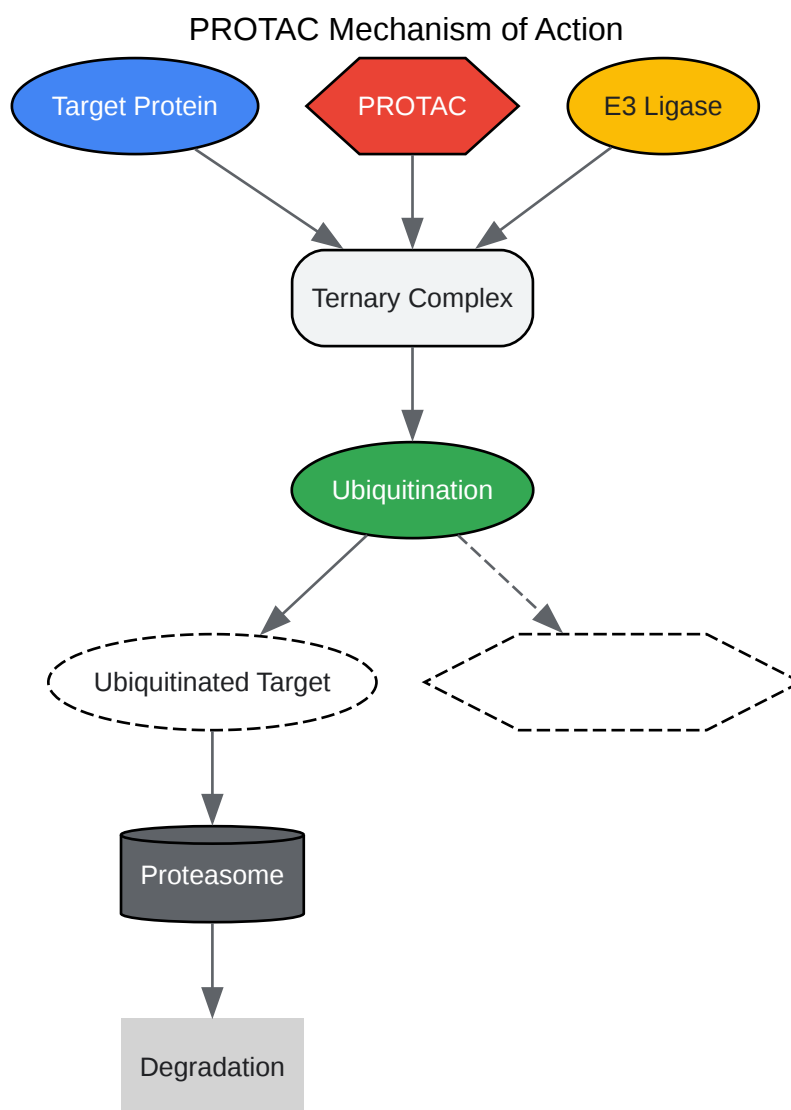 PROTAC Mechanism of Action
Target Protein
PROTAC
E3 Ligase
Ternary Complex
Ubiquitination
Ubiquitinated Target
Proteasome
Degradation